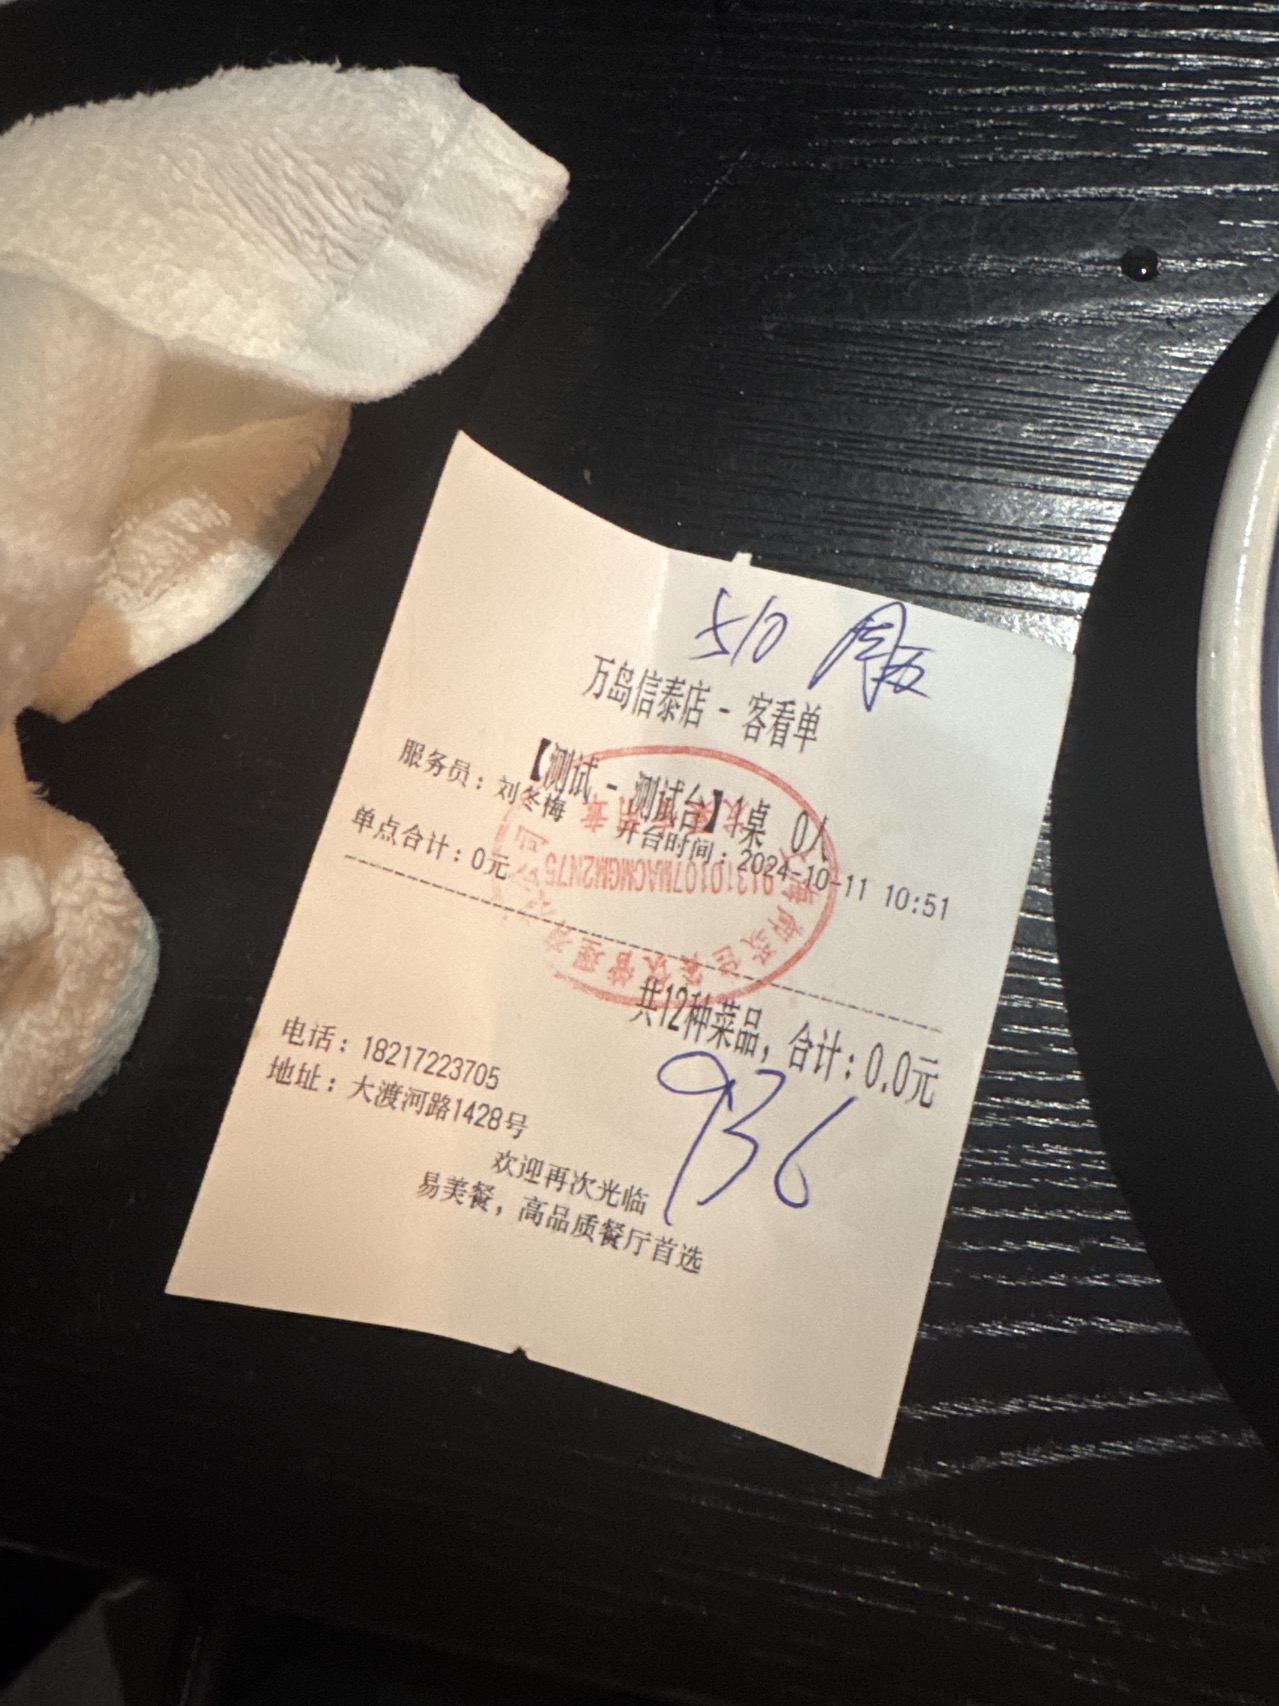 510 周五
万岛信泰店 - 客看单
【测试 - 测试台】1桌 0人
服务员：刘冬梅 开台时间：2024-10-11 10:51
单点合计：0元
91310107MACMGM2N75
共12种菜品，合计：0.0元
936
电话：18217223705
地址：大渡河路1428号
欢迎再次光临
易美餐，高品质餐厅首选